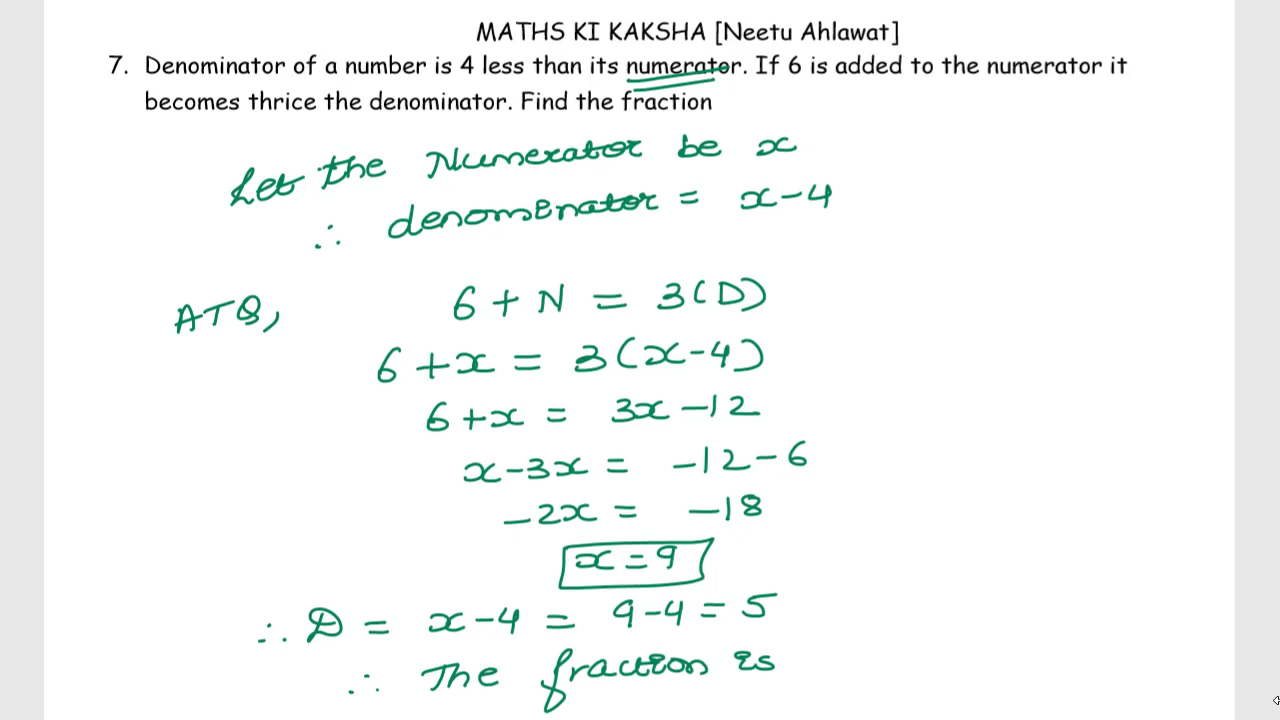 MATHS KI KAKSHA [Neetu Ahlawat]
7. Denominator of a number is 4 less than its numerator. If 6 is added to the numerator it
becomes thrice the denominator. Find the fraction
Let the Numerator be x
∴ denominator = x-4
ATQ, 6 + N = 3(D)
6 + x = 3(x-4)
6 + x = 3x -12
x-3x = -12-6
-2x = -18
x = 9
∴ D = x-4 = 9-4 = 5
∴ The fraction is